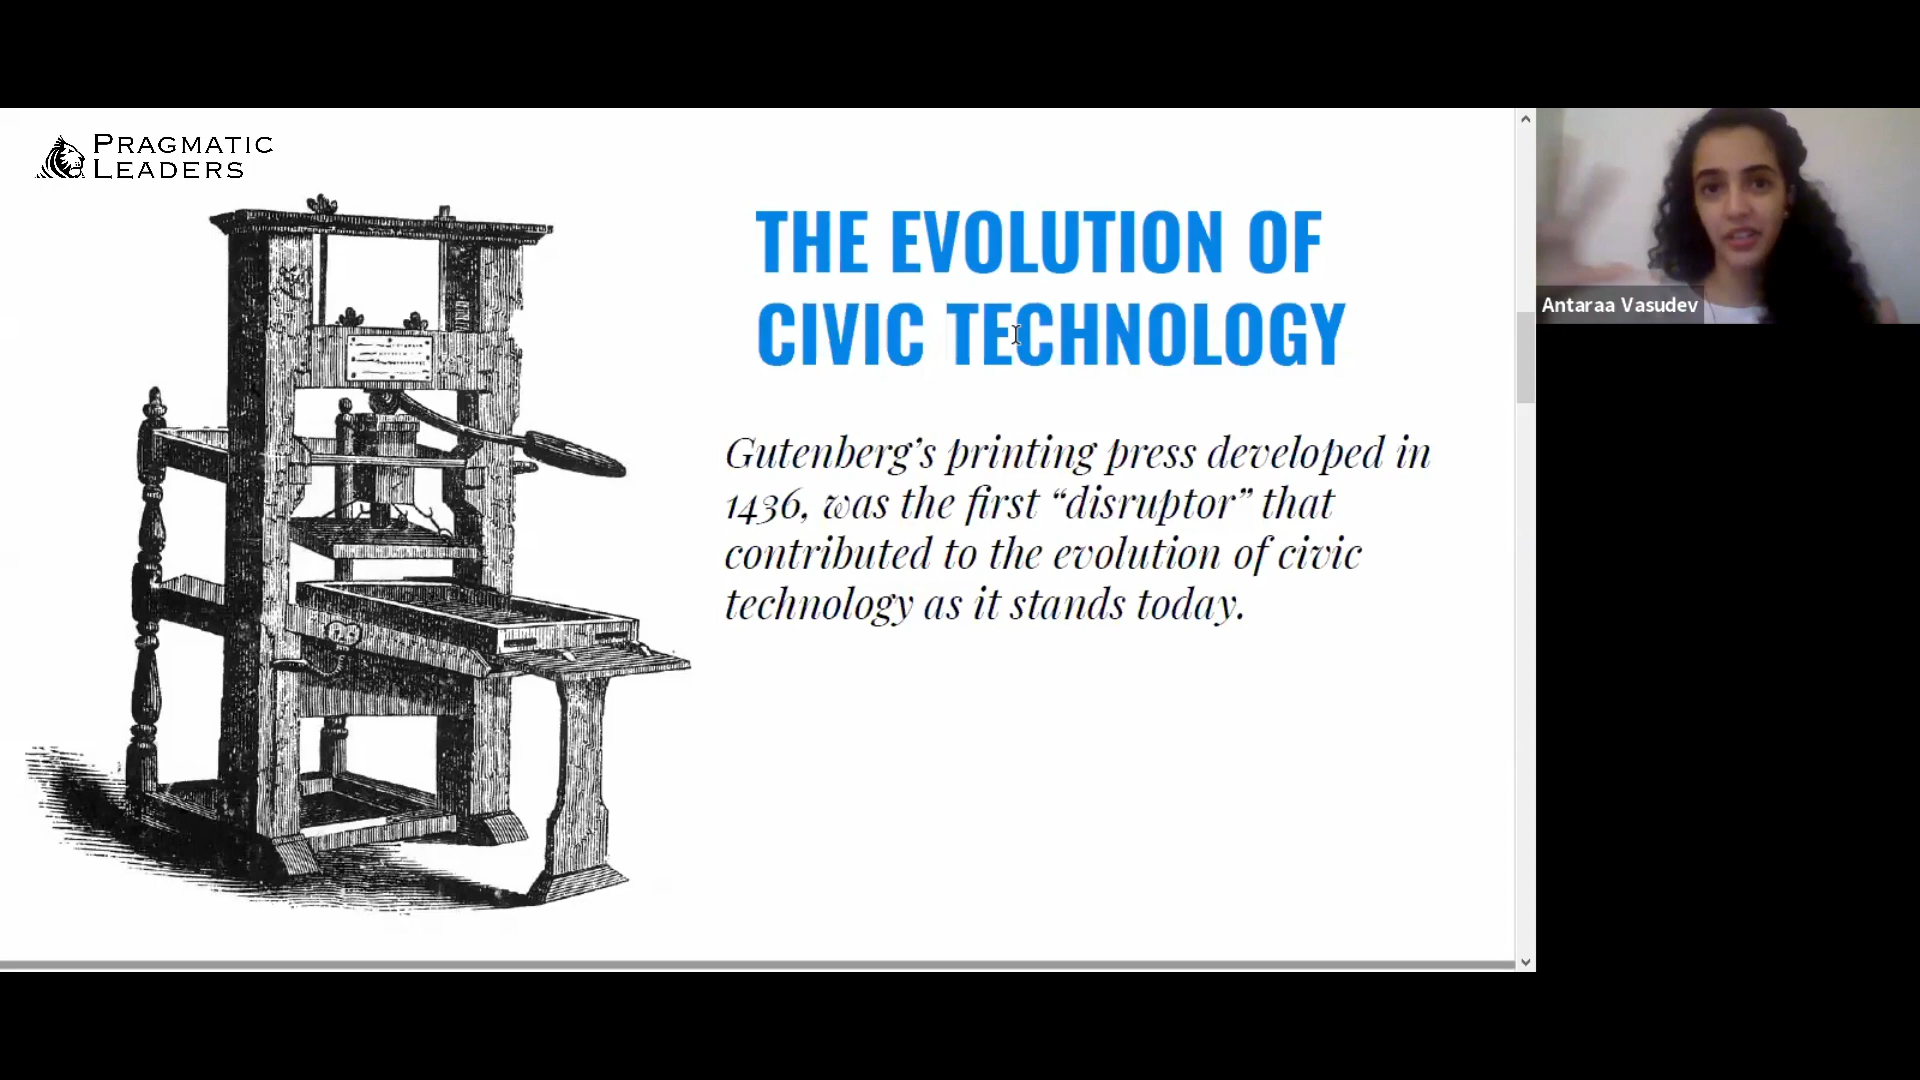 PRAGMATIC
LEADERS
THE EVOLUTION OF
CIVIC TECHNOLOGY
Gutenberg’s printing press developed in
1436, was the first “disruptor” that
contributed to the evolution of civic
technology as it stands today.
Antaraa Vasudev